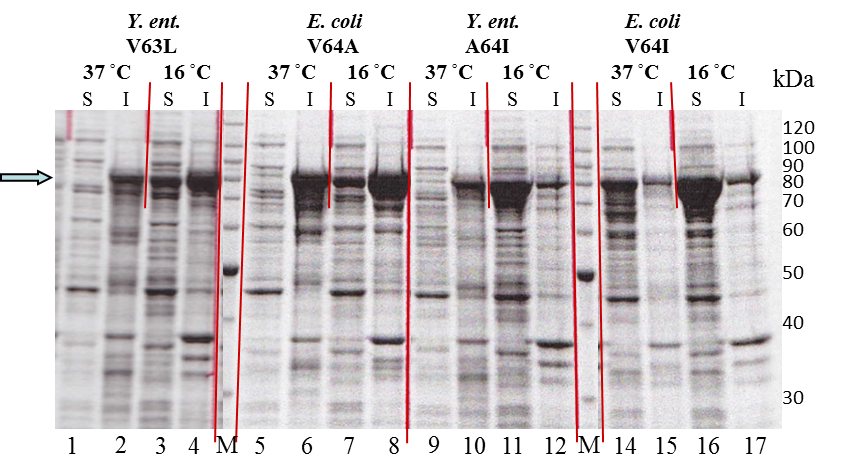 Y. ent. E. coli Y. ent. E. coli
V63L V64A A64I V64I
37 ˚C 16 ˚C 37 ˚C 16 ˚C 37 ˚C 16 ˚C 37 ˚C 16 ˚C kDa
S I S I S I S I S I S I S I S I
120
100
90
80
70
60
50
40
30
1 2 3 4 M 5 6 7 8 9 10 11 12 M 14 15 16 17